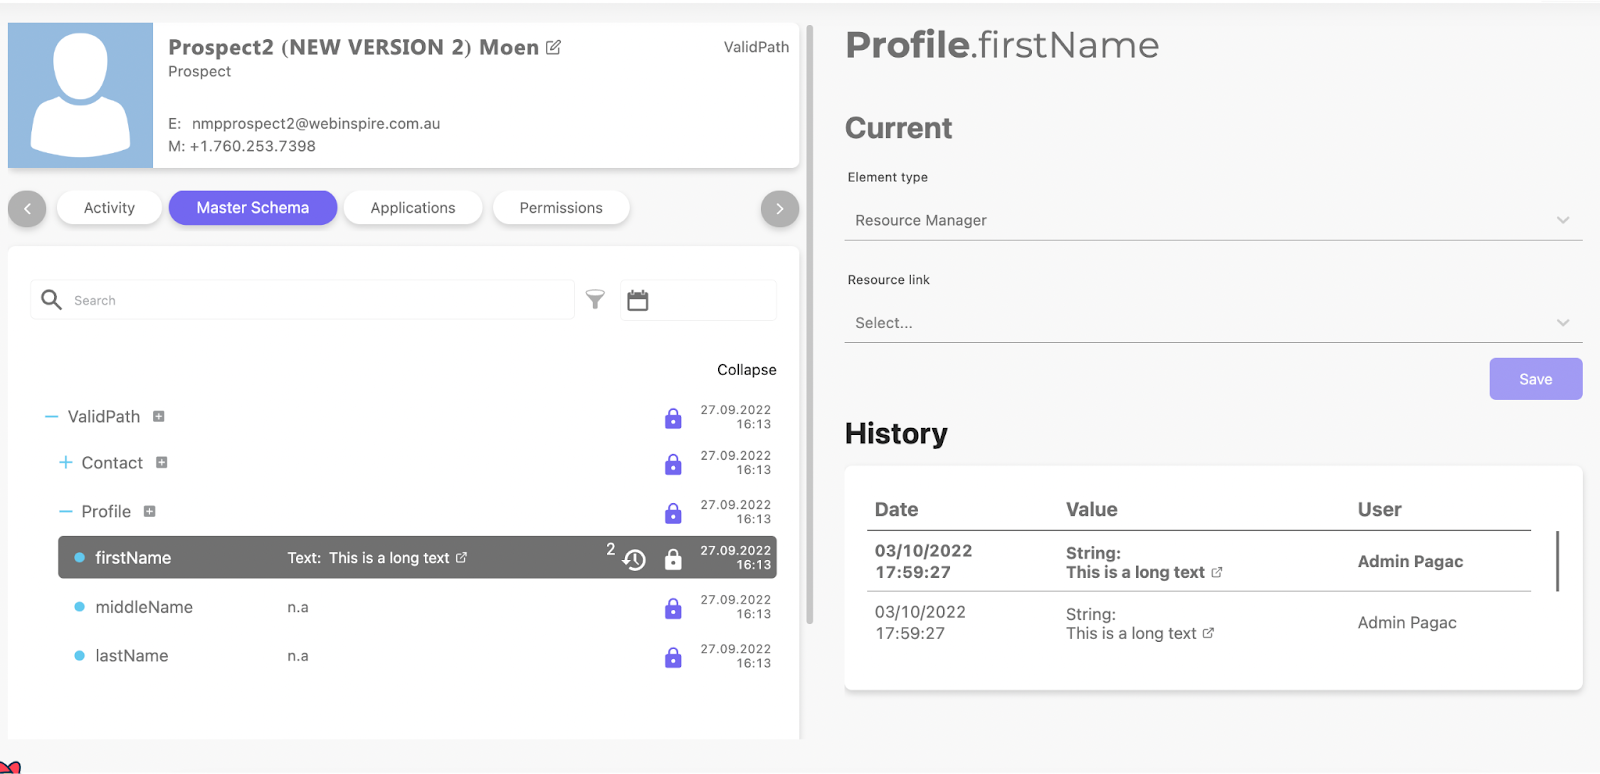 Prospect2 (NEW VERSION 2) Moen
ValidPath
Prospect
E: nmpprospect2@webinspire.com.au
M: +1.760.253.7398
Activity
Master Schema
Applications
Permissions
Search
Collapse
ValidPath
27.09.2022
16:13
Contact
27.09.2022
16:13
Profile
27.09.2022
16:13
firstName
Text: This is a long text
2
27.09.2022
16:13
middleName
n.a
27.09.2022
16:13
lastName
n.a
27.09.2022
16:13
Profile.firstName
Current
Element type
Resource Manager
Resource link
Select...
Save
History
Date
Value
User
03/10/2022
17:59:27
String:
This is a long text
Admin Pagac
03/10/2022
17:59:27
String:
This is a long text
Admin Pagac